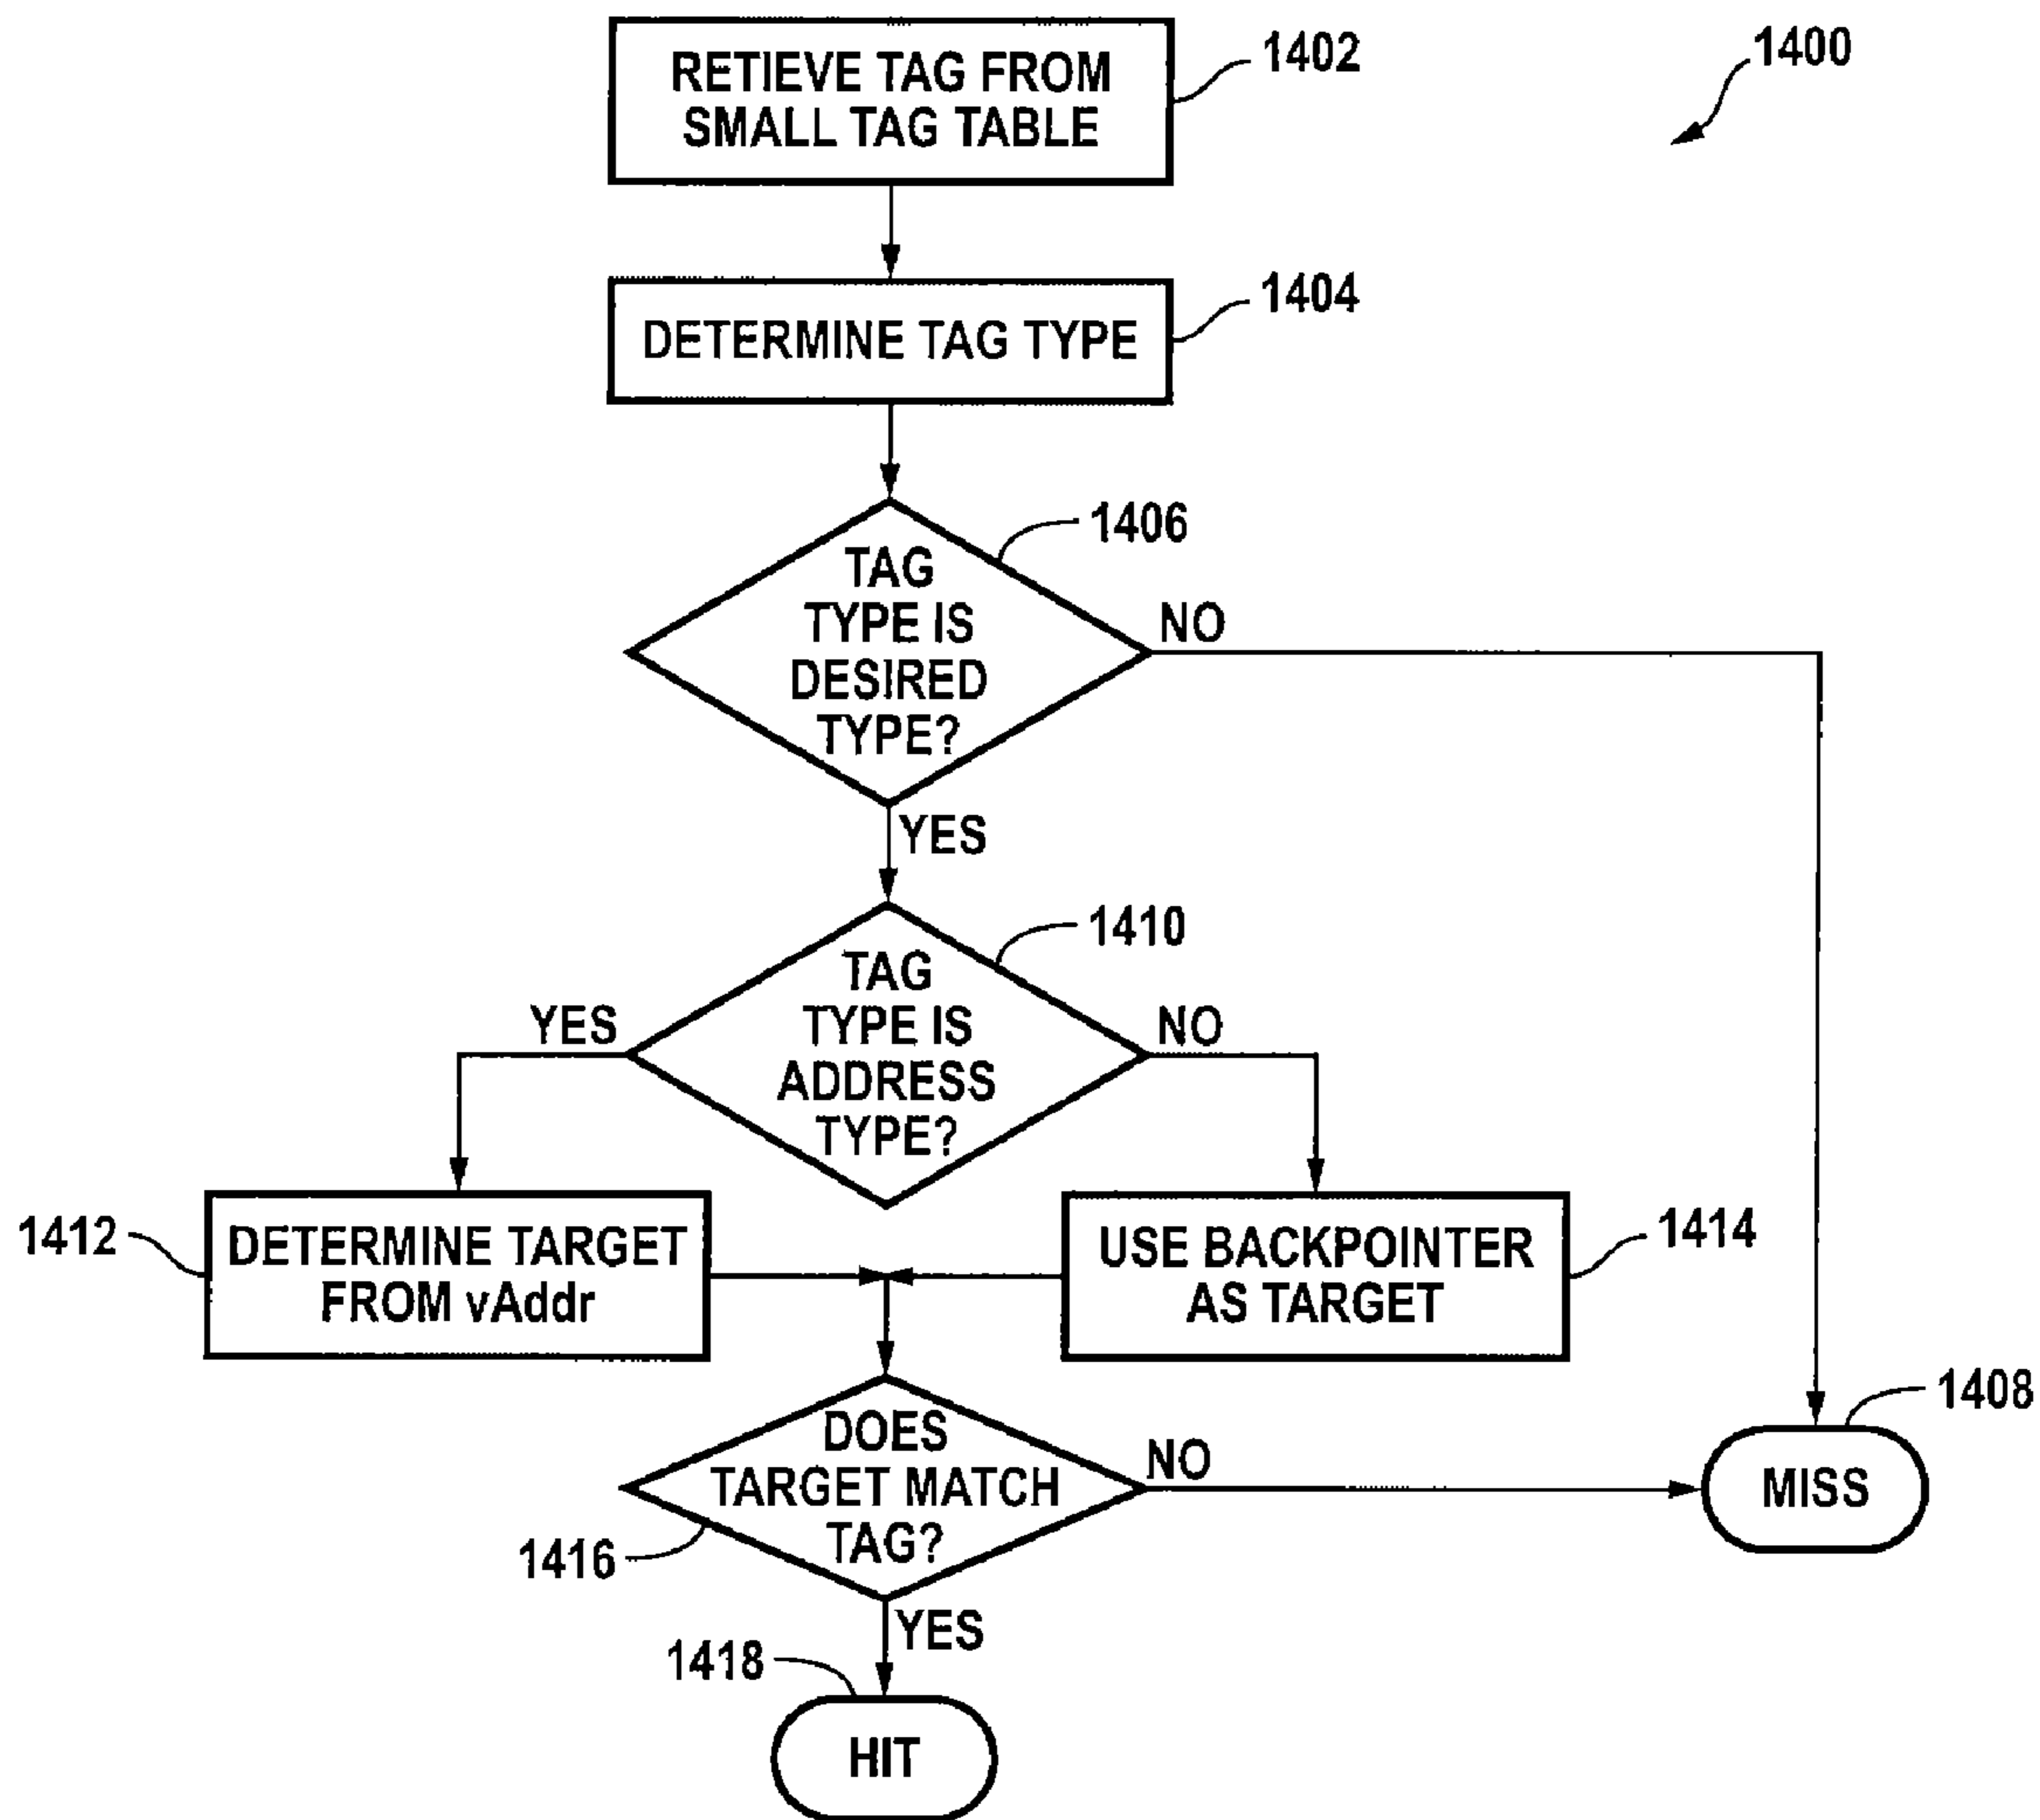 RETIEVE TAG FROM
SMALL TAG TABLE
1402
1400
DETERMINE TAG TYPE
1404
TAG
TYPE IS
DESIRED
TYPE?
1406
NO
YES
TAG
TYPE IS
ADDRESS
TYPE?
1410
YES
NO
1412
DETERMINE TARGET
FROM vAddr
USE BACKPOINTER
AS TARGET
1414
DOES
TARGET MATCH
TAG?
1416
NO
1408
MISS
YES
1418
HIT